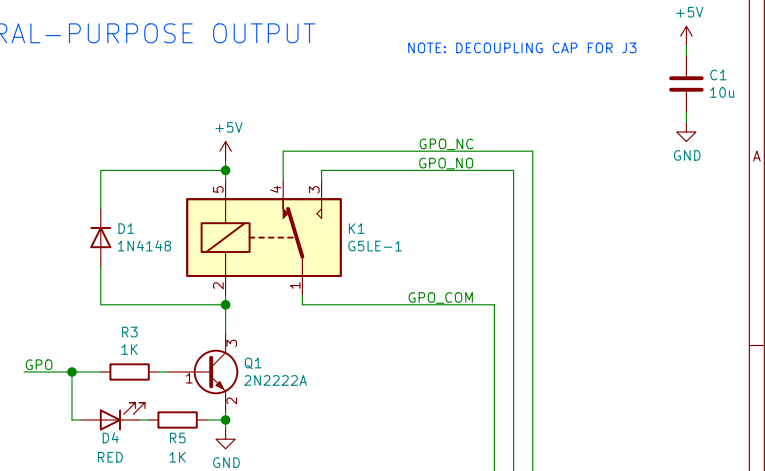 RAL-PURPOSE OUTPUT
+5V
NOTE: DECOUPLING CAP FOR J3
C1
10u
GND
A
+5V
GPO_NC
GPO_NO
5
4
3
D1
1N4148
K1
G5LE-1
2
1
GPO_COM
R3
1K
3
GPO
1
Q1
2N2222A
2
D4
RED
R5
1K
GND